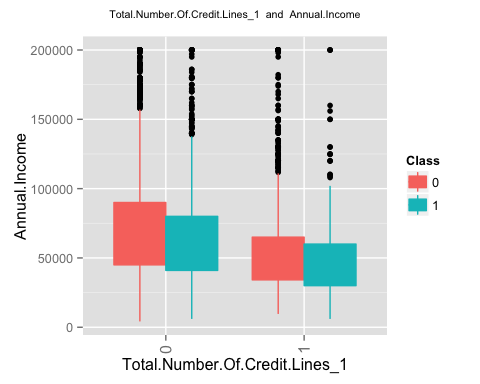 Total.Number.Of.Credit.Lines_1 and Annual.Income
200000
150000
100000
50000
0
Annual.Income
0
1
Total.Number.Of.Credit.Lines_1
Class
0
1